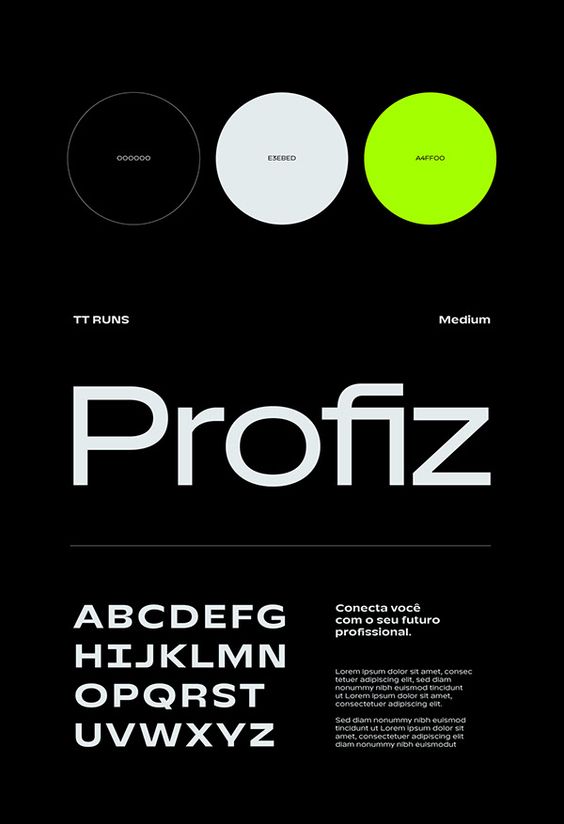 000000
E3EBED
A4FF00
TT RUNS
Medium
Profiz
ABCDEFG
HIJKLMN
OPQRST
UVWXYZ
Conecta você
com o seu futuro
profissional.
Lorem ipsum dolor sit amet, consec
tetuer adipiscing elit, sed diam
nonummy nibh euismod tincidunt
ut Lorem ipsum dolor sit amet,
consectetuer adipiscing elit.
Sed diam nonummy nibh euismod
tincidunt ut Lorem ipsum dolor sit
amet, consectetuer adipiscing elit
diam nonummy nibh euismodut